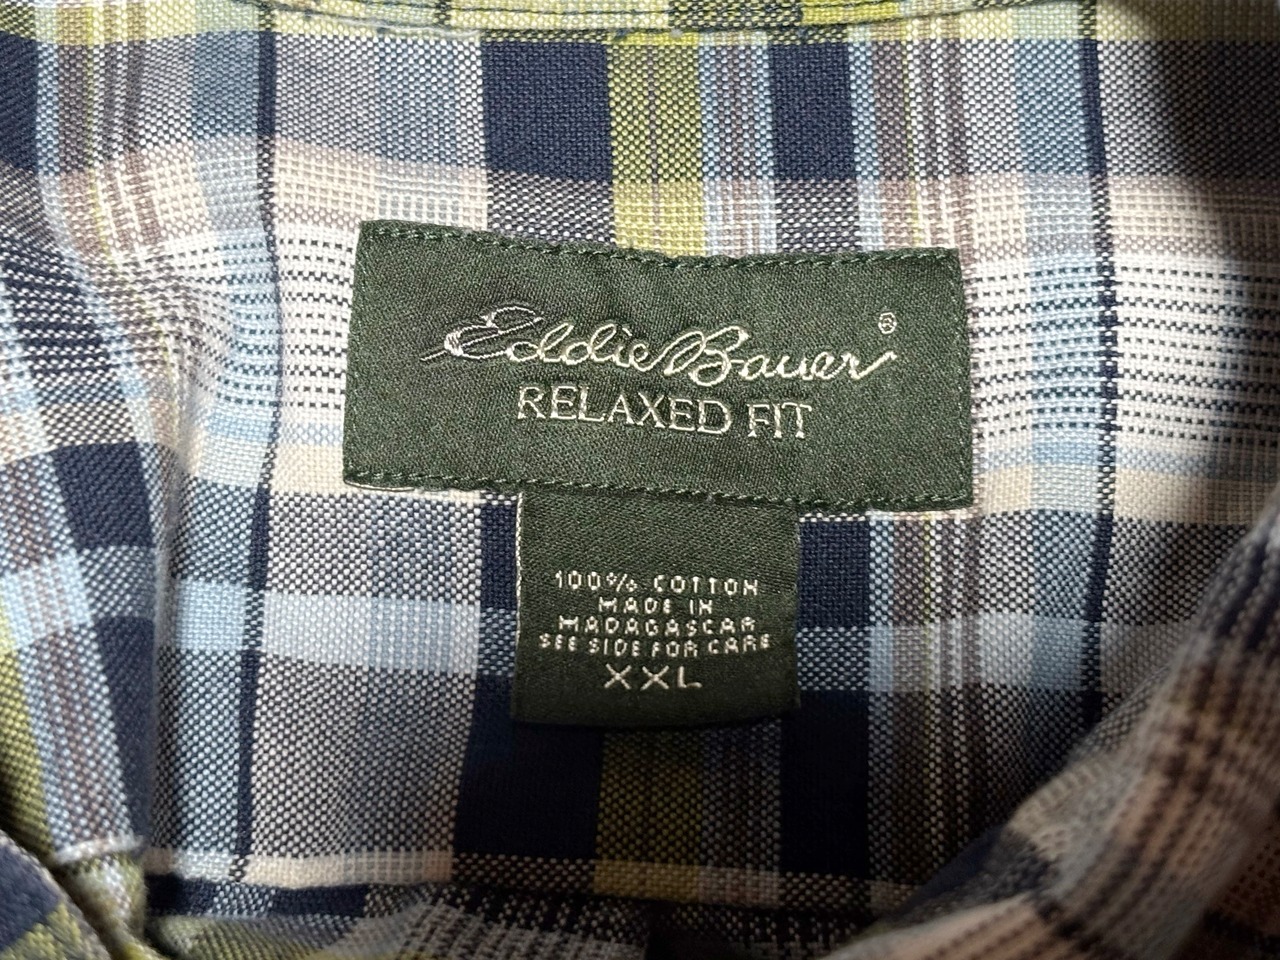 Eddie Bauer ®
RELAXED FIT
100% COTTON
MADE IN
MADAGASCAR
SEE SIDE FOR CARE
XXL